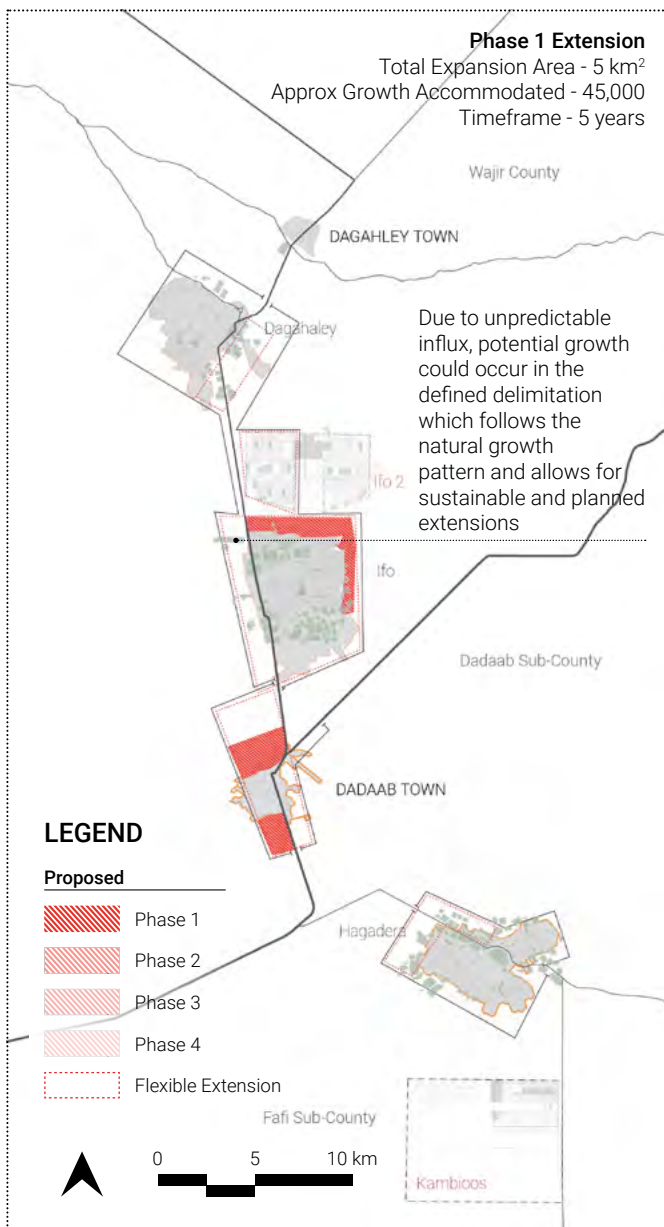 Phase 1 Extension
Total Expansion Area - 5 km²
Approx Growth Accommodated - 45,000
Timeframe - 5 years
Wajir County
DAGAHLEY TOWN
Dagahaley
Due to unpredictable
influx, potential growth
could occur in the
defined delimitation
which follows the
natural growth
pattern and allows for
sustainable and planned
extensions
Ifo 2
Ifo
Dadaab Sub-County
DADAAB TOWN
LEGEND
Proposed
Phase 1
Phase 2
Phase 3
Phase 4
Flexible Extension
Hagadera
Fafi Sub-County
Kambioos
0 5 10 km